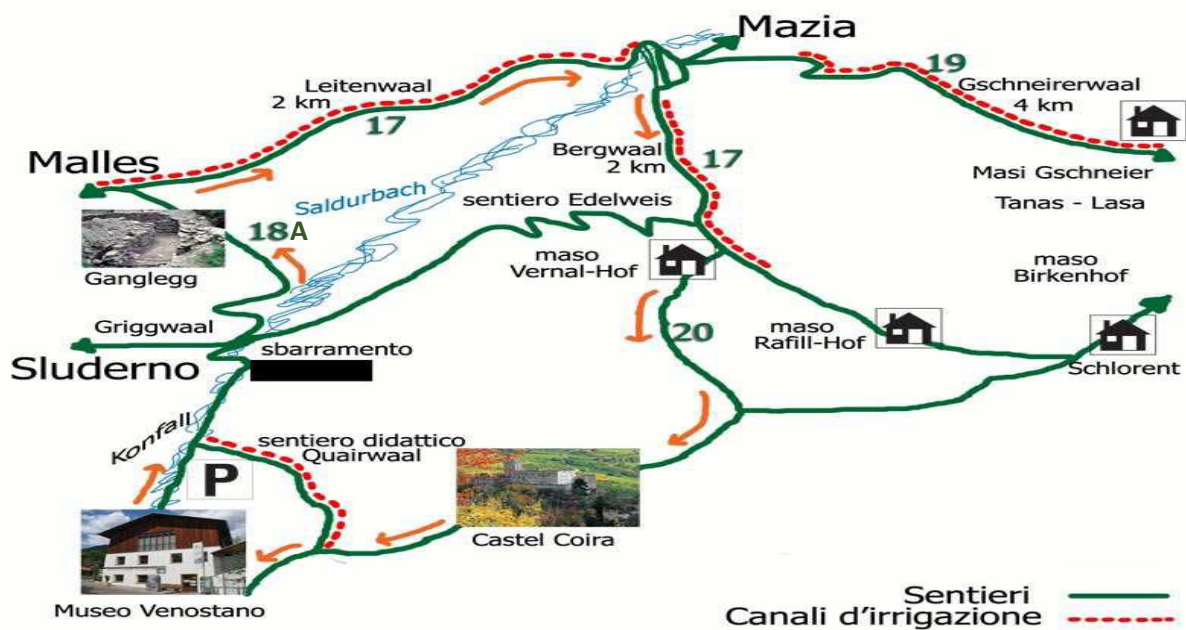 Mazia
Leitenwaal
2 km
17
19
Gschneirerwaal
4 km
Malles
Bergwaal
2 km
17
Masi Gschneier
Tanas - Lasa
Saldurbach
sentiero Edelweis
18A
Ganglegg
maso
Vernal-Hof
maso
Birkenhof
Griggwaal
sbarramento
20
maso
Rafill-Hof
Sluderno
Schlorent
Konfall
sentiero didattico
Quairwaal
P
Castel Coira
Museo Venostano
Sentieri
Canali d'irrigazione